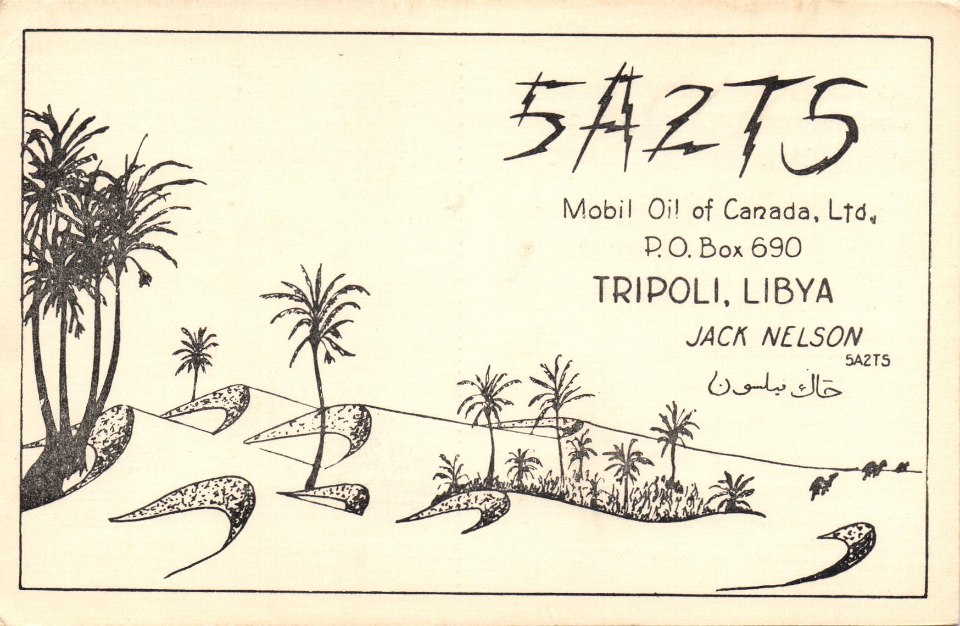 5A2TS
Mobil Oil of Canada, Ltd.,
P.O. Box 690
TRIPOLI, LIBYA
JACK NELSON
5A2TS
جاك نيلسون